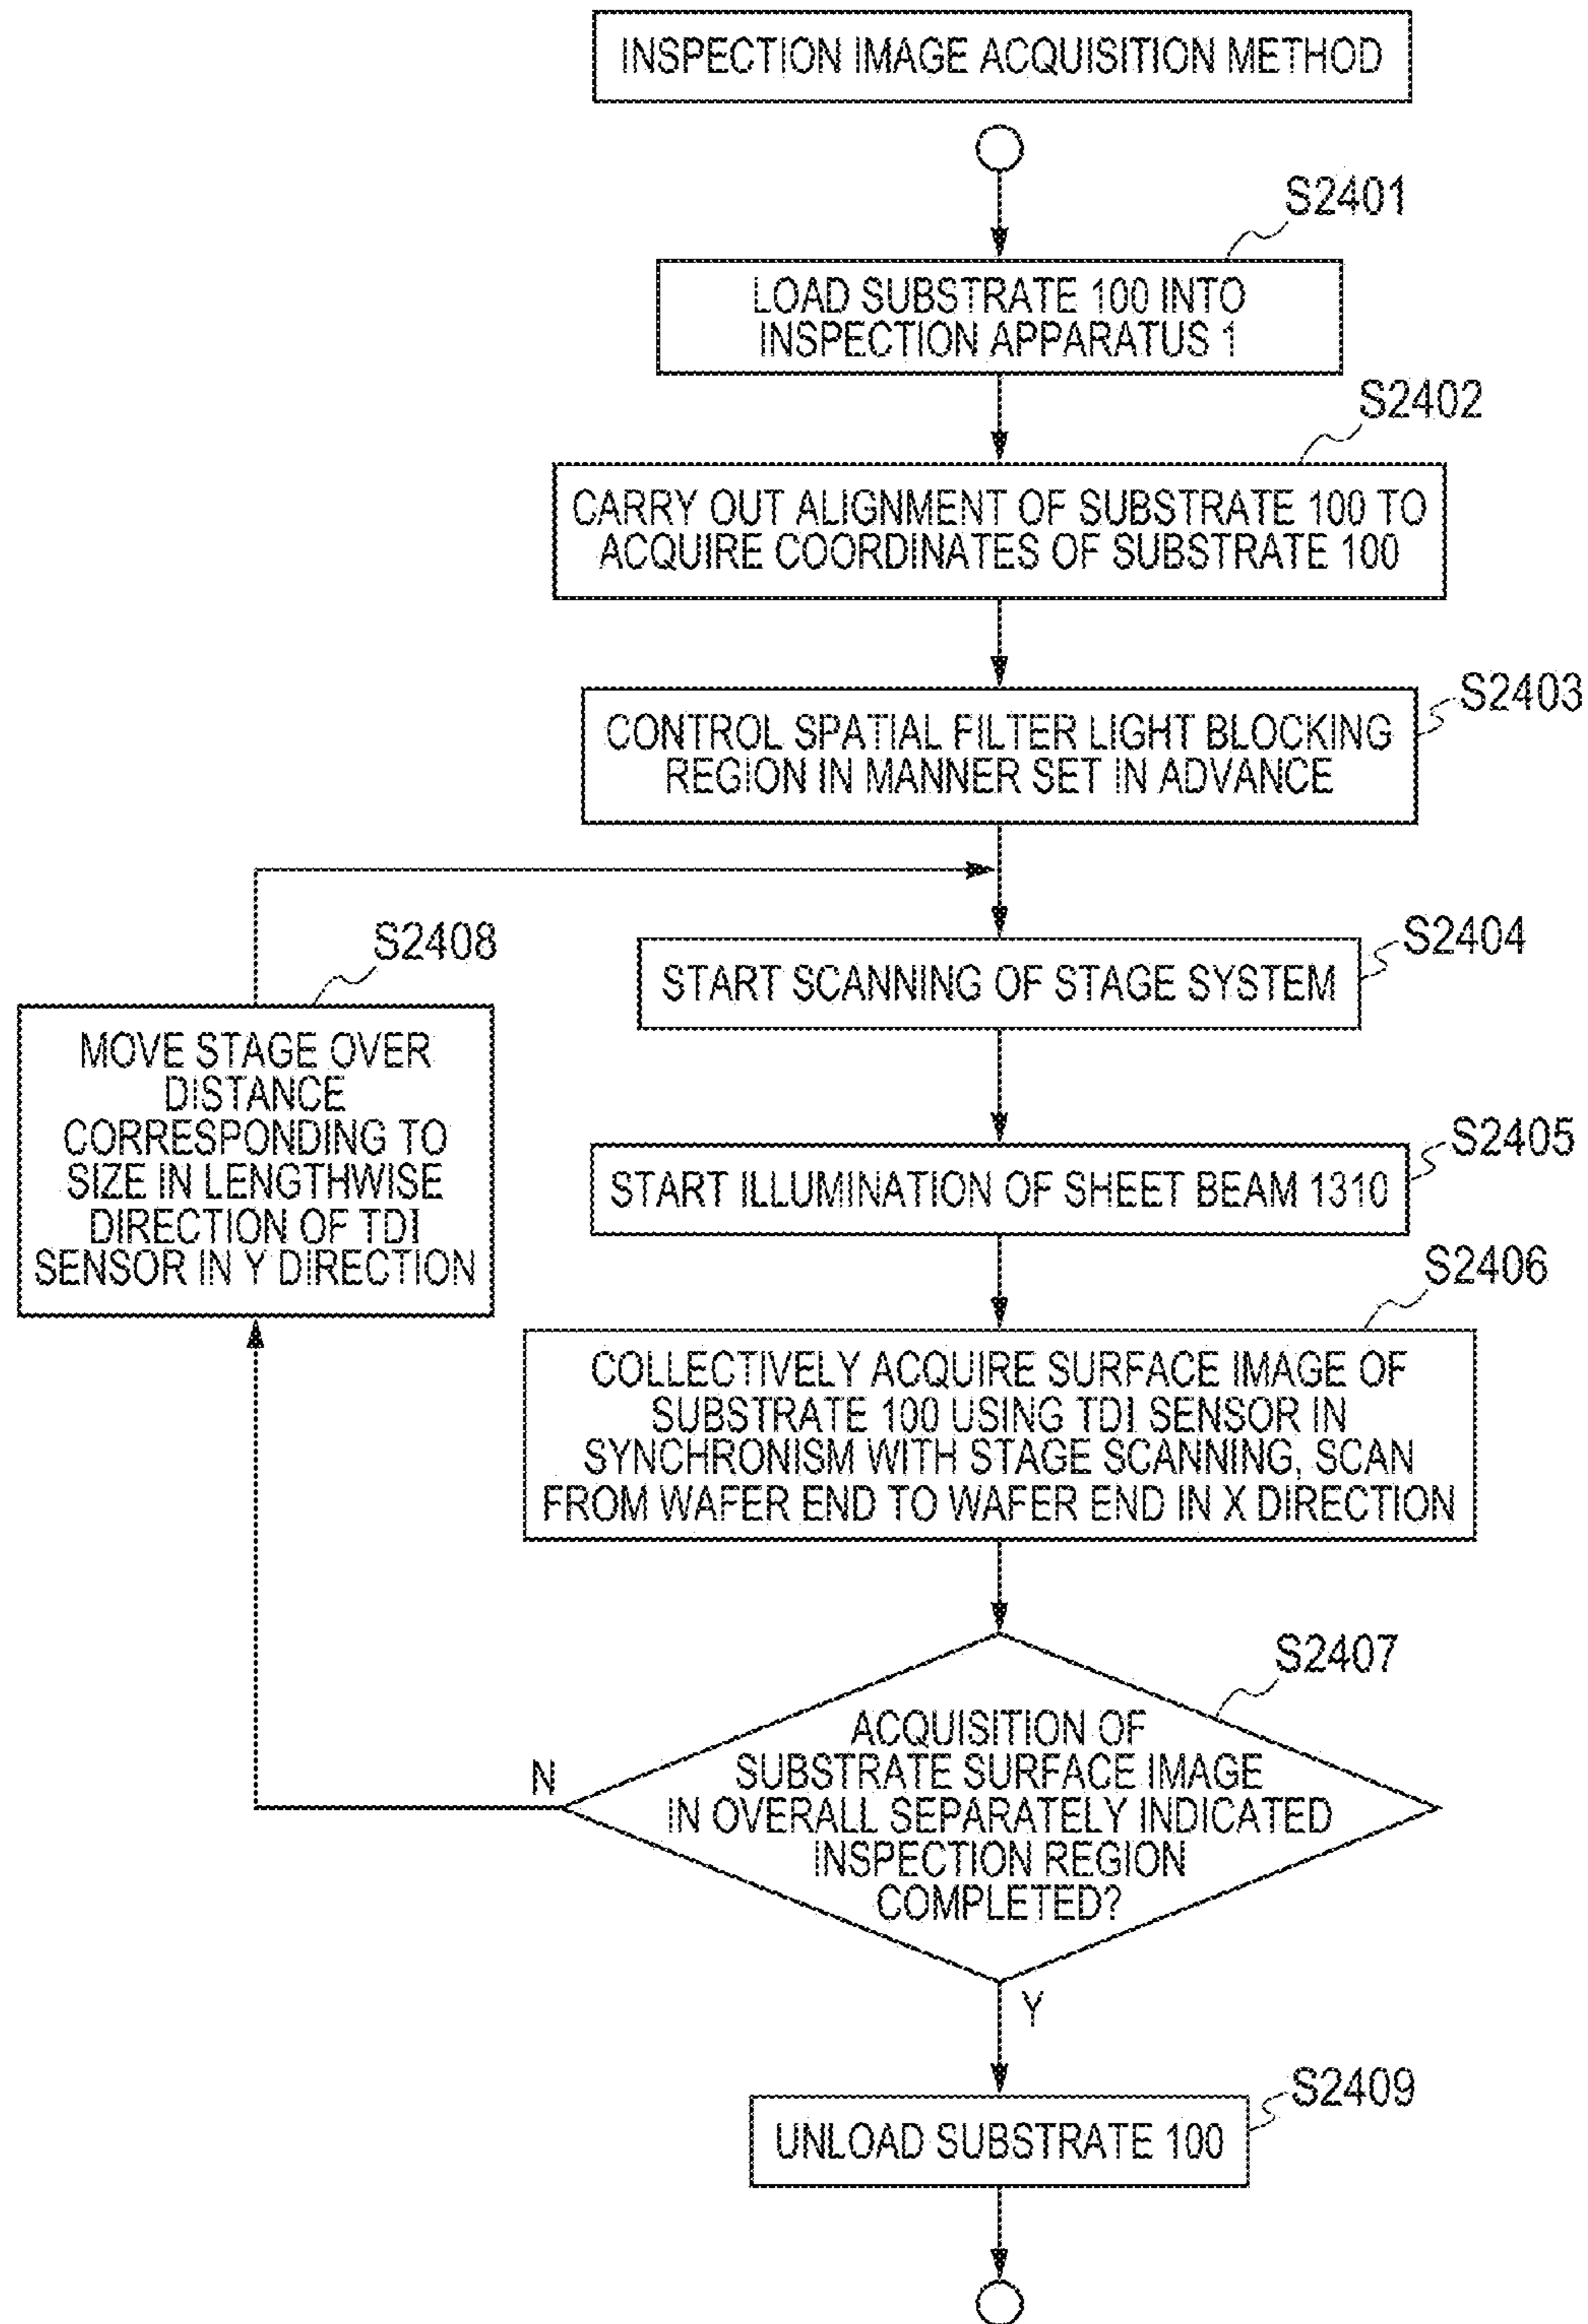 INSPECTION IMAGE ACQUISITION METHOD
S2401
LOAD SUBSTRATE 100 INTO
INSPECTION APPARATUS 1
S2402
CARRY OUT ALIGNMENT OF SUBSTRATE 100 TO
ACQUIRE COORDINATES OF SUBSTRATE 100
S2403
CONTROL SPATIAL FILTER LIGHT BLOCKING
REGION IN MANNER SET IN ADVANCE
S2404
START SCANNING OF STAGE SYSTEM
S2405
START ILLUMINATION OF SHEET BEAM 1310
S2406
COLLECTIVELY ACQUIRE SURFACE IMAGE OF
SUBSTRATE 100 USING TDI SENSOR IN
SYNCHRONISM WITH STAGE SCANNING, SCAN
FROM WAFER END TO WAFER END IN X DIRECTION
S2407
ACQUISITION OF
SUBSTRATE SURFACE IMAGE
IN OVERALL SEPARATELY INDICATED
INSPECTION REGION
COMPLETED?
N
S2408
MOVE STAGE OVER
DISTANCE
CORRESPONDING TO
SIZE IN LENGTHWISE
DIRECTION OF TDI
SENSOR IN Y DIRECTION
Y
S2409
UNLOAD SUBSTRATE 100